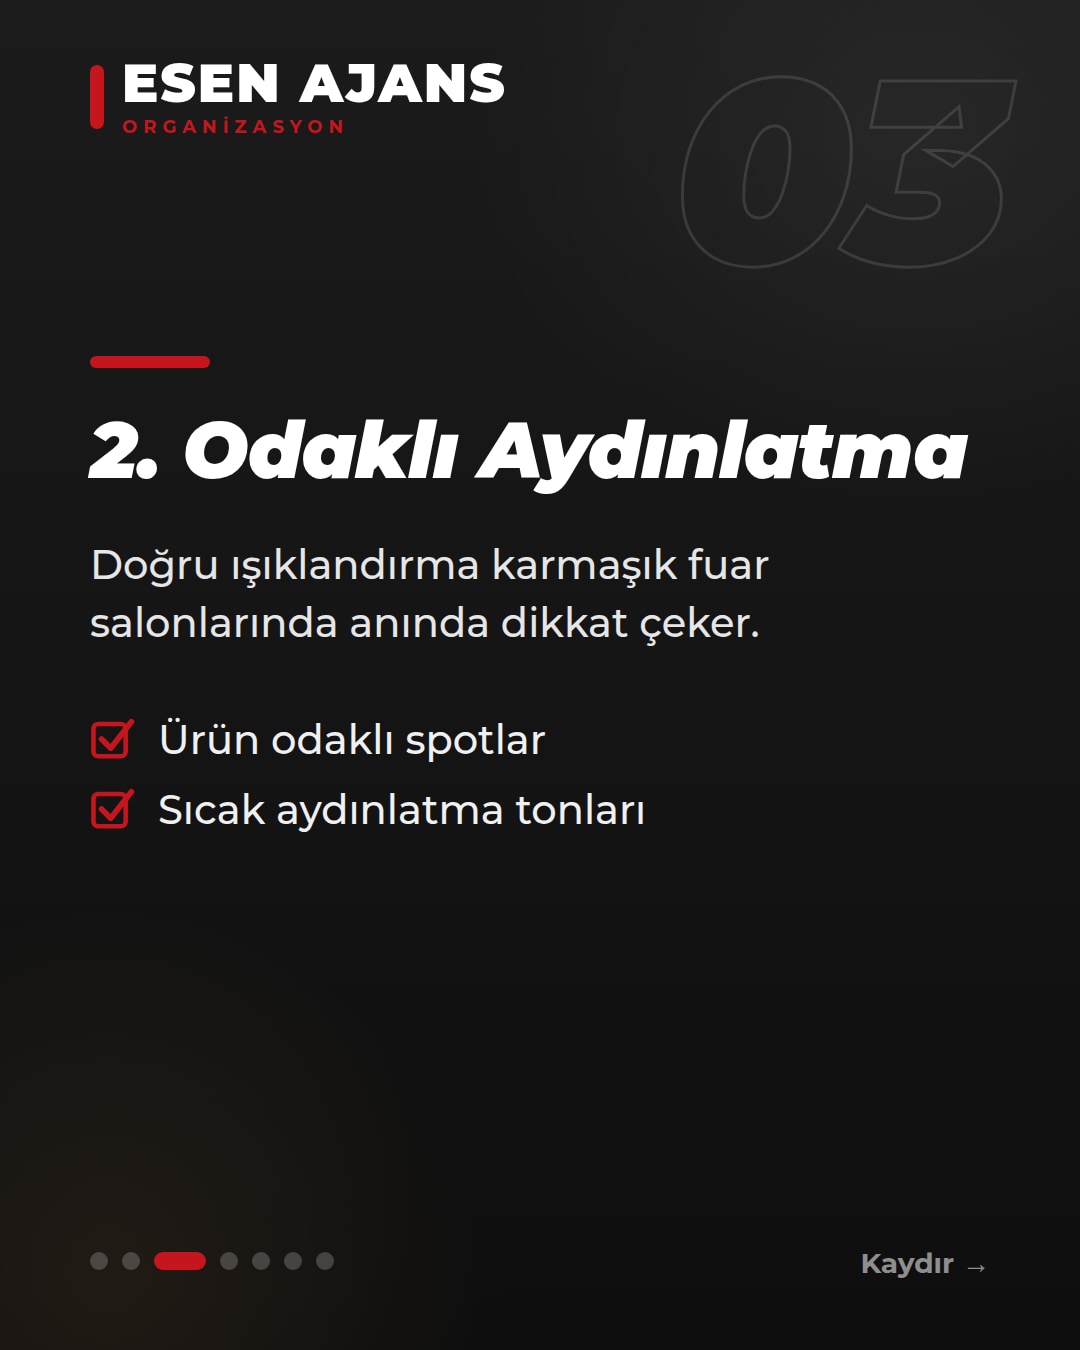 ESEN AJANS
ORGANİZASYON
03
2. Odaklı Aydınlatma
Doğru ışıklandırma karmaşık fuar
salonlarında anında dikkat çeker.
Ürün odaklı spotlar
Sıcak aydınlatma tonları
Kaydır →